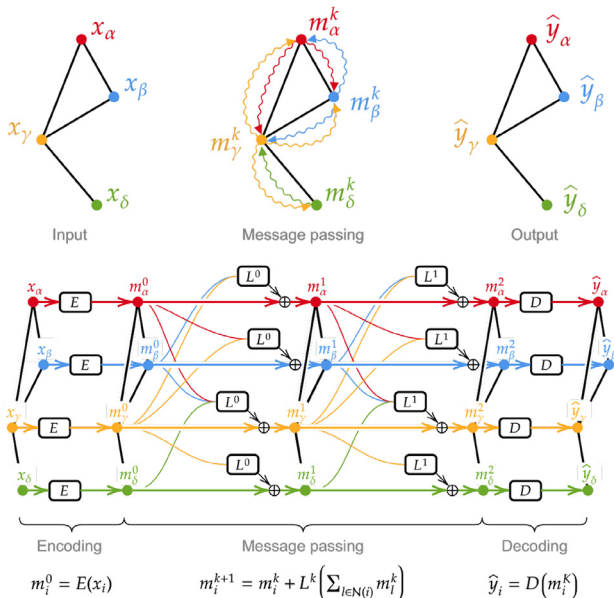 x_α m_α^k ŷ_α
x_β m_β^k ŷ_β
x_γ m_γ^k ŷ_γ
x_δ m_δ^k ŷ_δ
Input Message passing Output
L^0 L^1
x_α E m_α^0 m_α^1 m_α^2 D ŷ_α
L^0 L^1
x_β E m_β^0 m_β^1 m_β^2 D
L^0 L^1
x_γ E m_γ^0 m_γ^1 m_γ^2 D ŷ_γ
L^0 L^1
x_δ E m_δ^0 m_δ^1 m_δ^2 D ŷ_δ
Encoding Message passing Decoding
m_i^0 = E(x_i) m_i^{k+1} = m_i^k + L^k(∑_{l∈N(i)} m_l^k) ŷ_i = D(m_i^K)